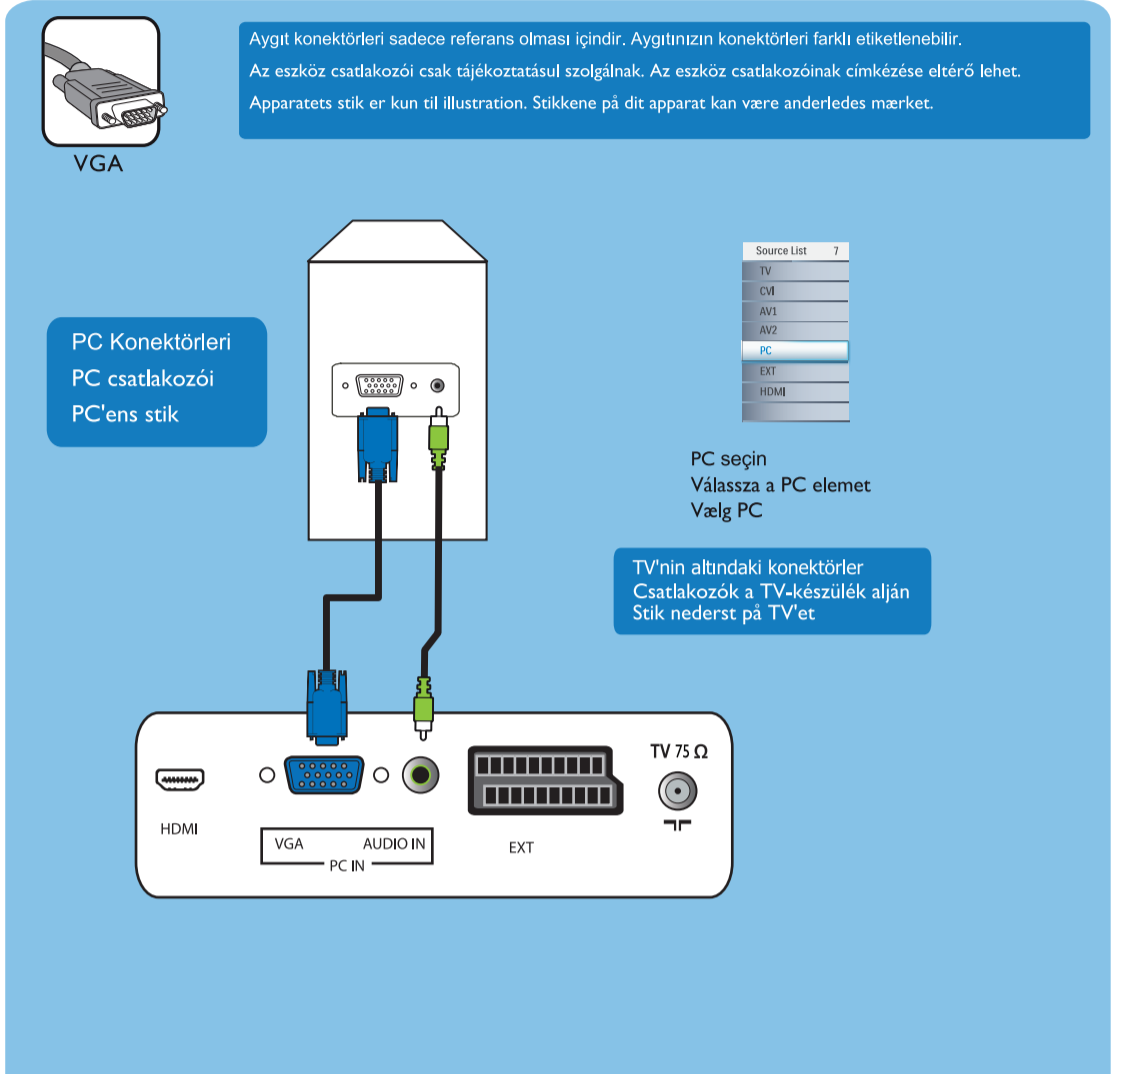 VGA
Aygıt konektörleri sadece referans olması içindir. Aygıtınızın konektörleri farklı etiketlenebilir.
Az eszköz csatlakozói csak tájékoztatásul szolgálnak. Az eszköz csatlakozóinak címkézése eltérő lehet.
Apparatets stik er kun til illustration. Stikkene på dit apparat kan være anderledes mærket.
PC Konektörleri
PC csatlakozói
PC'ens stik
Source List 7
TV
CVI
AV1
AV2
PC
EXT
HDMI
PC seçin
Válassza a PC elemet
Vælg PC
TV'nin altındaki konektörler
Csatlakozók a TV-készülék alján
Stik nederst på TV'et
TV 75 Ω
HDMI
VGA AUDIO IN
PC IN
EXT